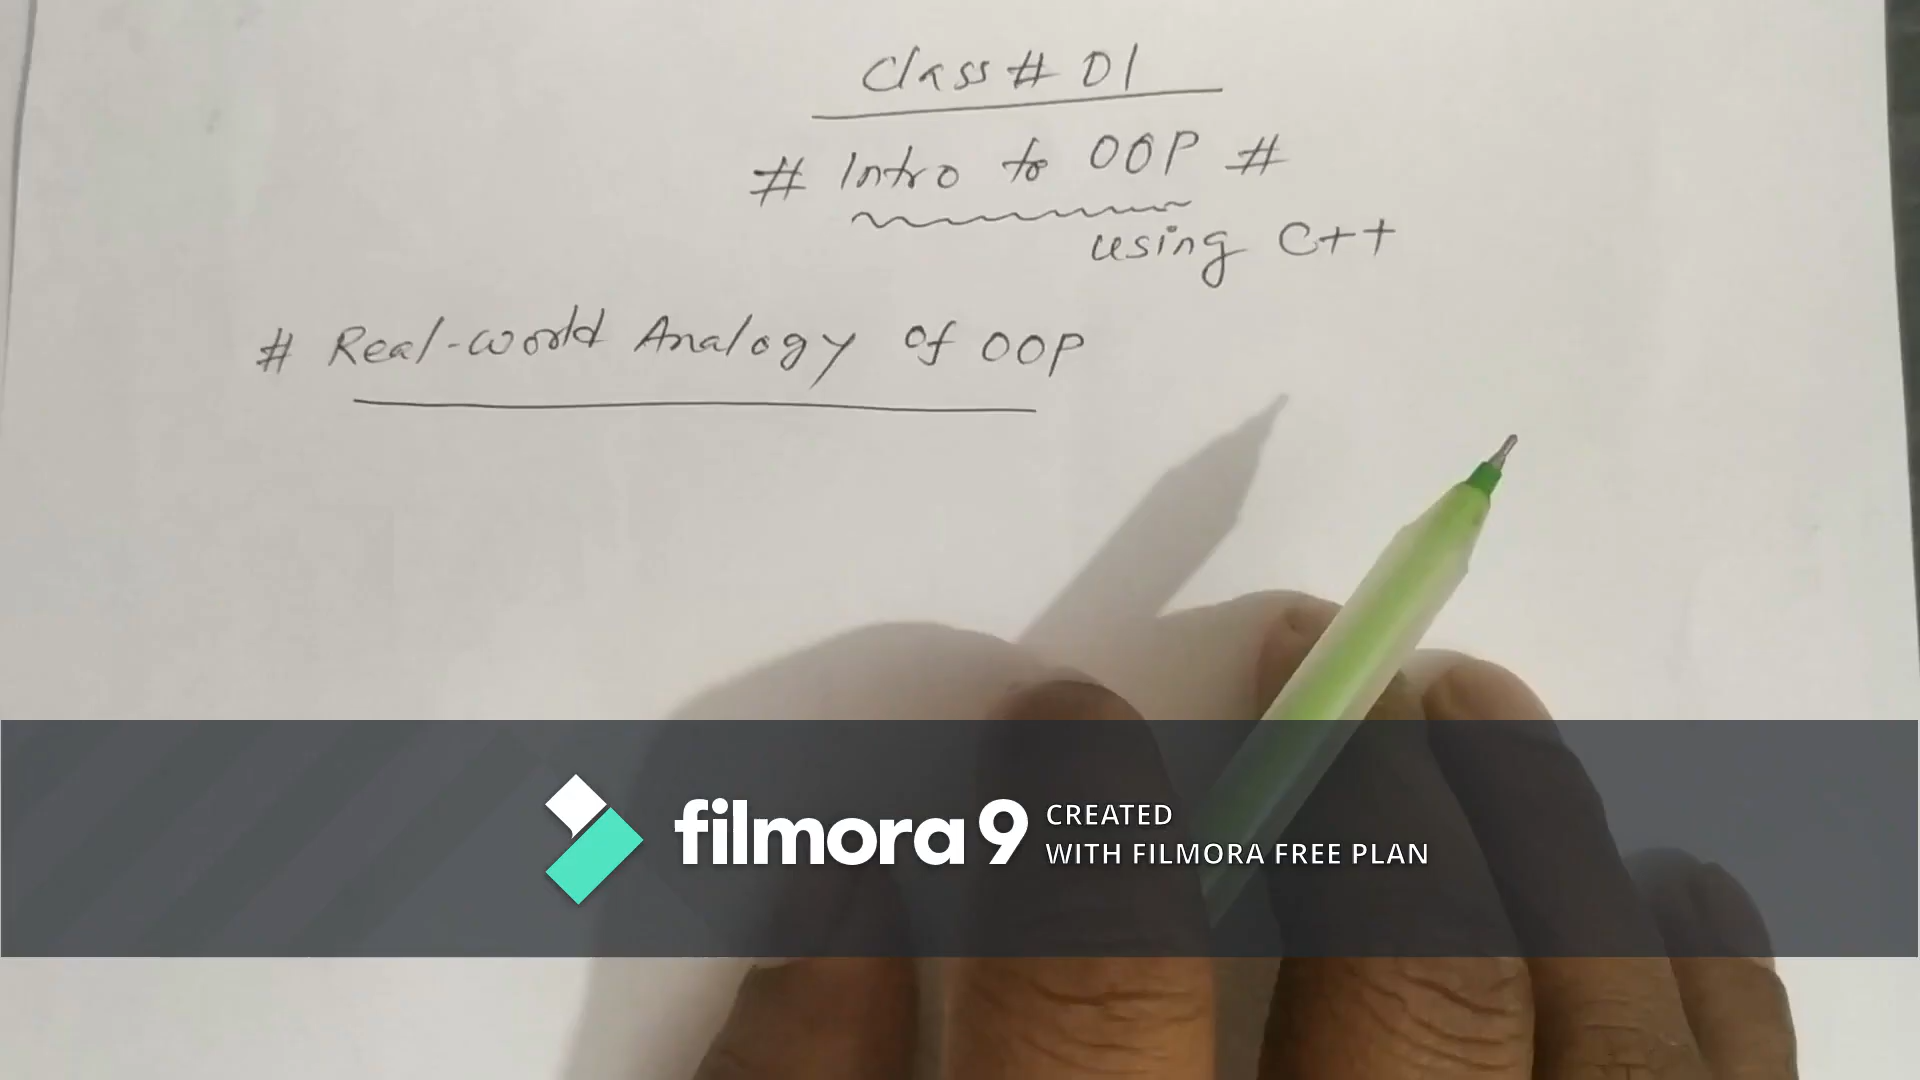 Class # 01
# Intro to OOP #
using C++
# Real-world Analogy of OOP
filmora 9 CREATED
WITH FILMORA FREE PLAN